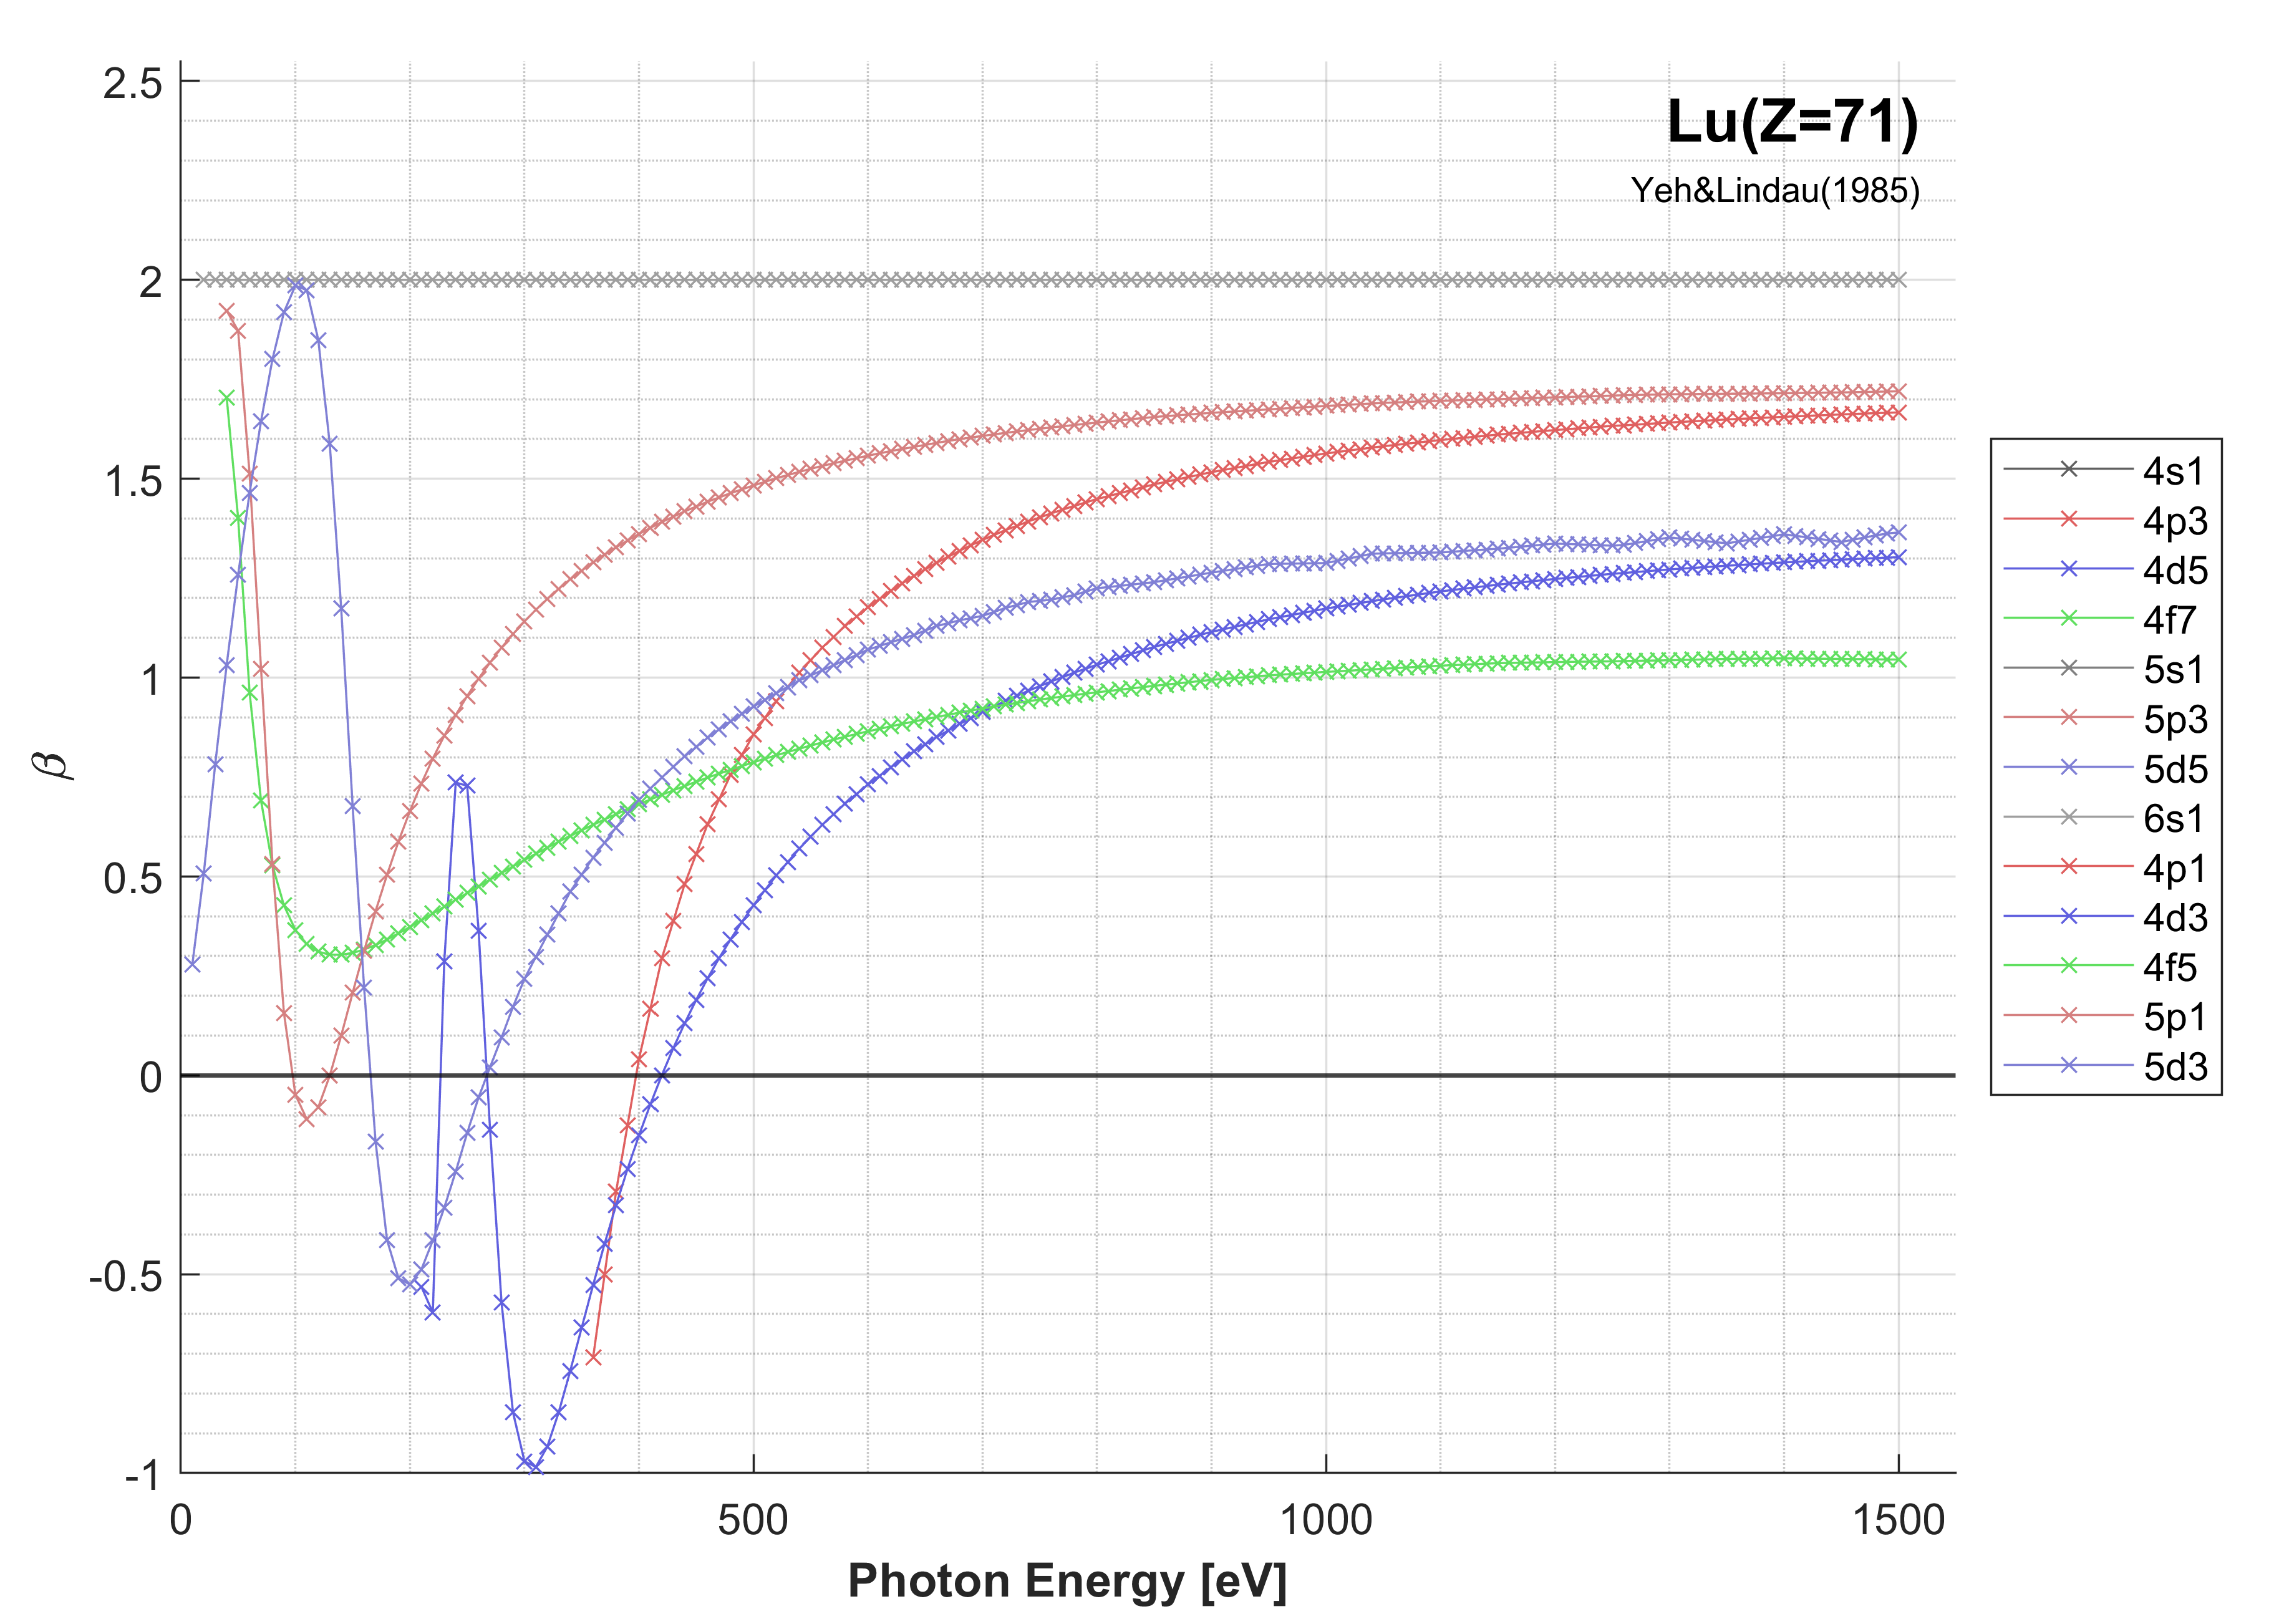 Lu(Z=71)
Yeh&Lindau(1985)
2.5
2
1.5
1
0.5
0
-0.5
-1
β
0 500 1000 1500
Photon Energy [eV]
4s1
4p3
4d5
4f7
5s1
5p3
5d5
6s1
4p1
4d3
4f5
5p1
5d3